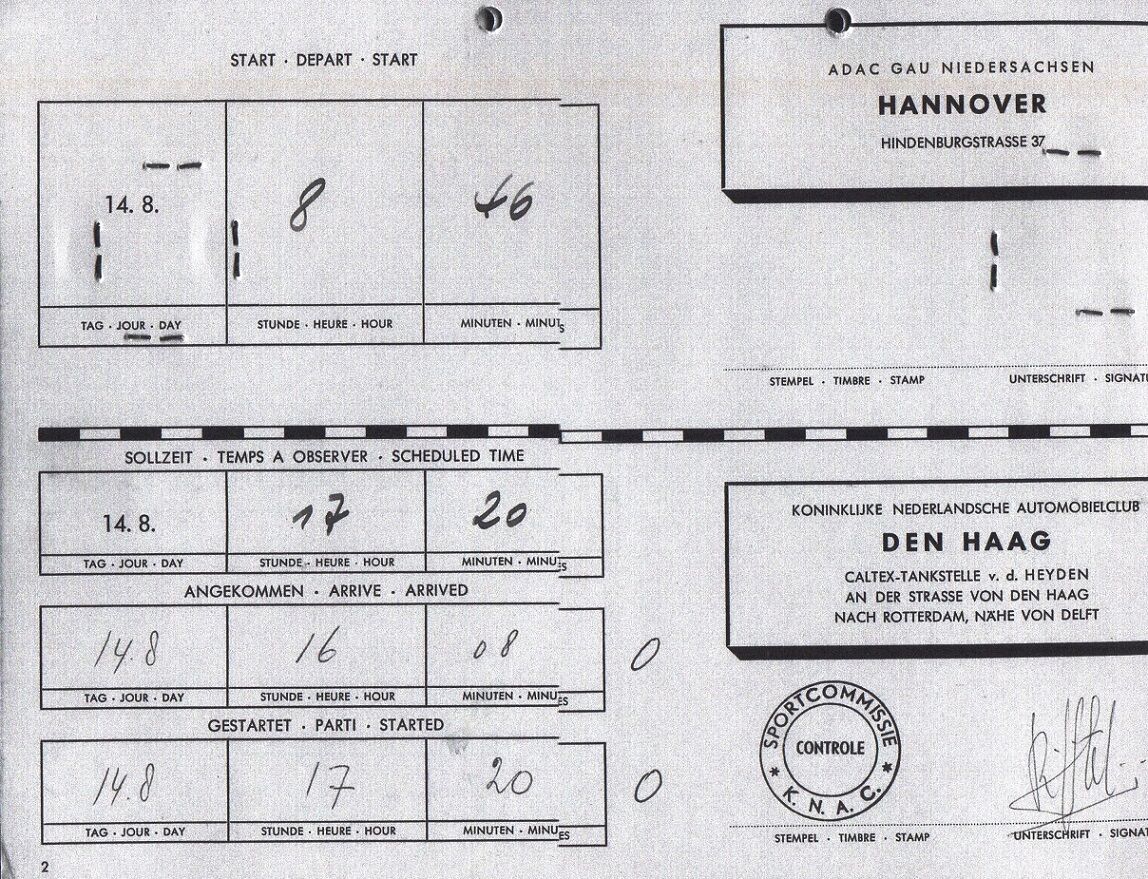 START · DEPART · START
14. 8.
8
46
TAG · JOUR · DAY
STUNDE · HEURE · HOUR
MINUTEN · MINUTES
ADAC GAU NIEDERSACHSEN
HANNOVER
HINDENBURGSTRASSE 37
STEMPEL · TIMBRE · STAMP
UNTERSCHRIFT · SIGNAT
SOLLZEIT · TEMPS A OBSERVER · SCHEDULED TIME
14. 8.
17
20
TAG · JOUR · DAY
STUNDE · HEURE · HOUR
MINUTEN · MINUES
ANGEKOMMEN · ARRIVE · ARRIVED
14.8
16
08
0
TAG · JOUR · DAY
STUNDE · HEURE · HOUR
MINUTEN · MINUES
GESTARTET · PARTI · STARTED
14.8
17
20
0
TAG · JOUR · DAY
STUNDE · HEURE · HOUR
MINUTEN · MINUES
KONINKLIJKE NEDERLANDSCHE AUTOMOBIELCLUB
DEN HAAG
CALTEX-TANKSTELLE v. d. HEYDEN
AN DER STRASSE VON DEN HAAG
NACH ROTTERDAM, NÄHE VON DELFT
SPORTCOMMISSIE
CONTROLE
* K. N. A. C. *
STEMPEL · TIMBRE · STAMP
UNTERSCHRIFT · SIGNAT
2